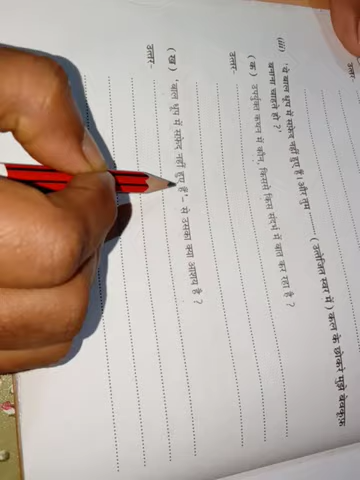 उत्तर-
(iii) 'ये बाल धूप में सफ़ेद नहीं हुए हैं। और तुम ........ (उत्तेजित स्वर में) कल के छोकरे मुझे बेवकूफ़
बनाना चाहते हो ?'
(क) उपर्युक्त कथन में कौन, किससे किस संदर्भ में बात कर रहा है ?
उत्तर-
(ख) 'बाल धूप में सफ़ेद नहीं हुए हैं'- से उसका क्या आशय है ?
उत्तर-